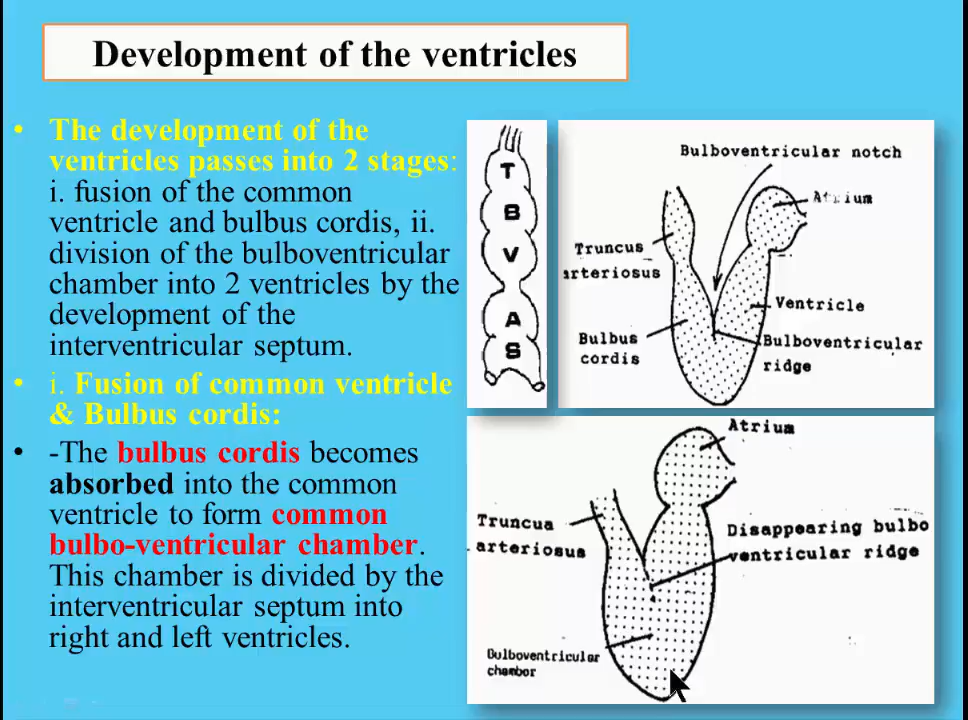 Development of the ventricles
• The development of the
ventricles passes into 2 stages:
i. fusion of the common
ventricle and bulbus cordis, ii.
division of the bulboventricular
chamber into 2 ventricles by the
development of the
interventricular septum.
• i. Fusion of common ventricle
& Bulbus cordis:
• -The bulbus cordis becomes
absorbed into the common
ventricle to form common
bulbo-ventricular chamber.
This chamber is divided by the
interventricular septum into
right and left ventricles.
T
B
V
A
S
Bulboventricular notch
Atrium
Truncus
arteriosus
Ventricle
Bulbus
cordis
Bulboventricular
ridge
Atrium
Truncua
arteriosus
Disappearing bulbo
ventricular ridge
Bulboventricular
chambor